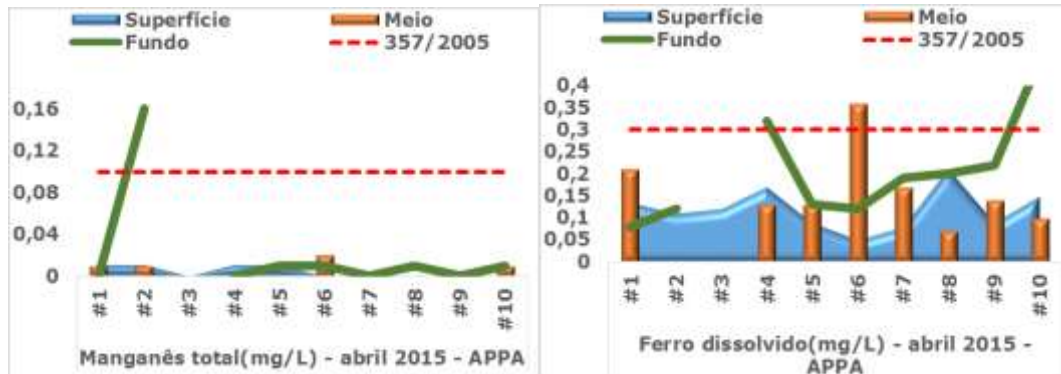 Superfície Meio
Fundo 357/2005
0,16
0,12
0,08
0,04
0
#1 #2 #3 #4 #5 #6 #7 #8 #9 #10
Manganês total(mg/L) - abril 2015 - APPA
Superfície Meio
Fundo 357/2005
0,4
0,35
0,3
0,25
0,2
0,15
0,1
0,05
0
#1 #2 #3 #4 #5 #6 #7 #8 #9 #10
Ferro dissolvido(mg/L) - abril 2015 -
APPA